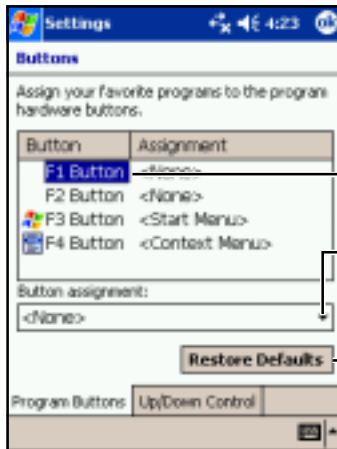 Settings 4:23 ok
Buttons
Assign your favorite programs to the program
hardware buttons.
Button Assignment
F1 Button <None>
F2 Button <None>
F3 Button <Start Menu>
F4 Button <Context Menu>
Button assignment:
<None>
Restore Defaults
Program Buttons Up/Down Control